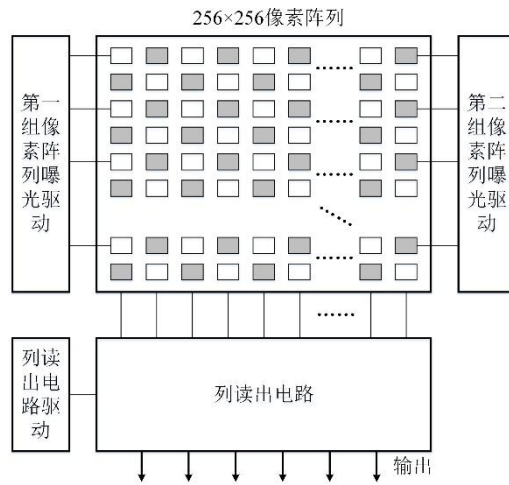 256×256像素阵列
第一
组像
素阵
列曝
光驱
动
第二
组像
素阵
列曝
光驱
动
列读
出电
路驱
动
列读出电路
输出